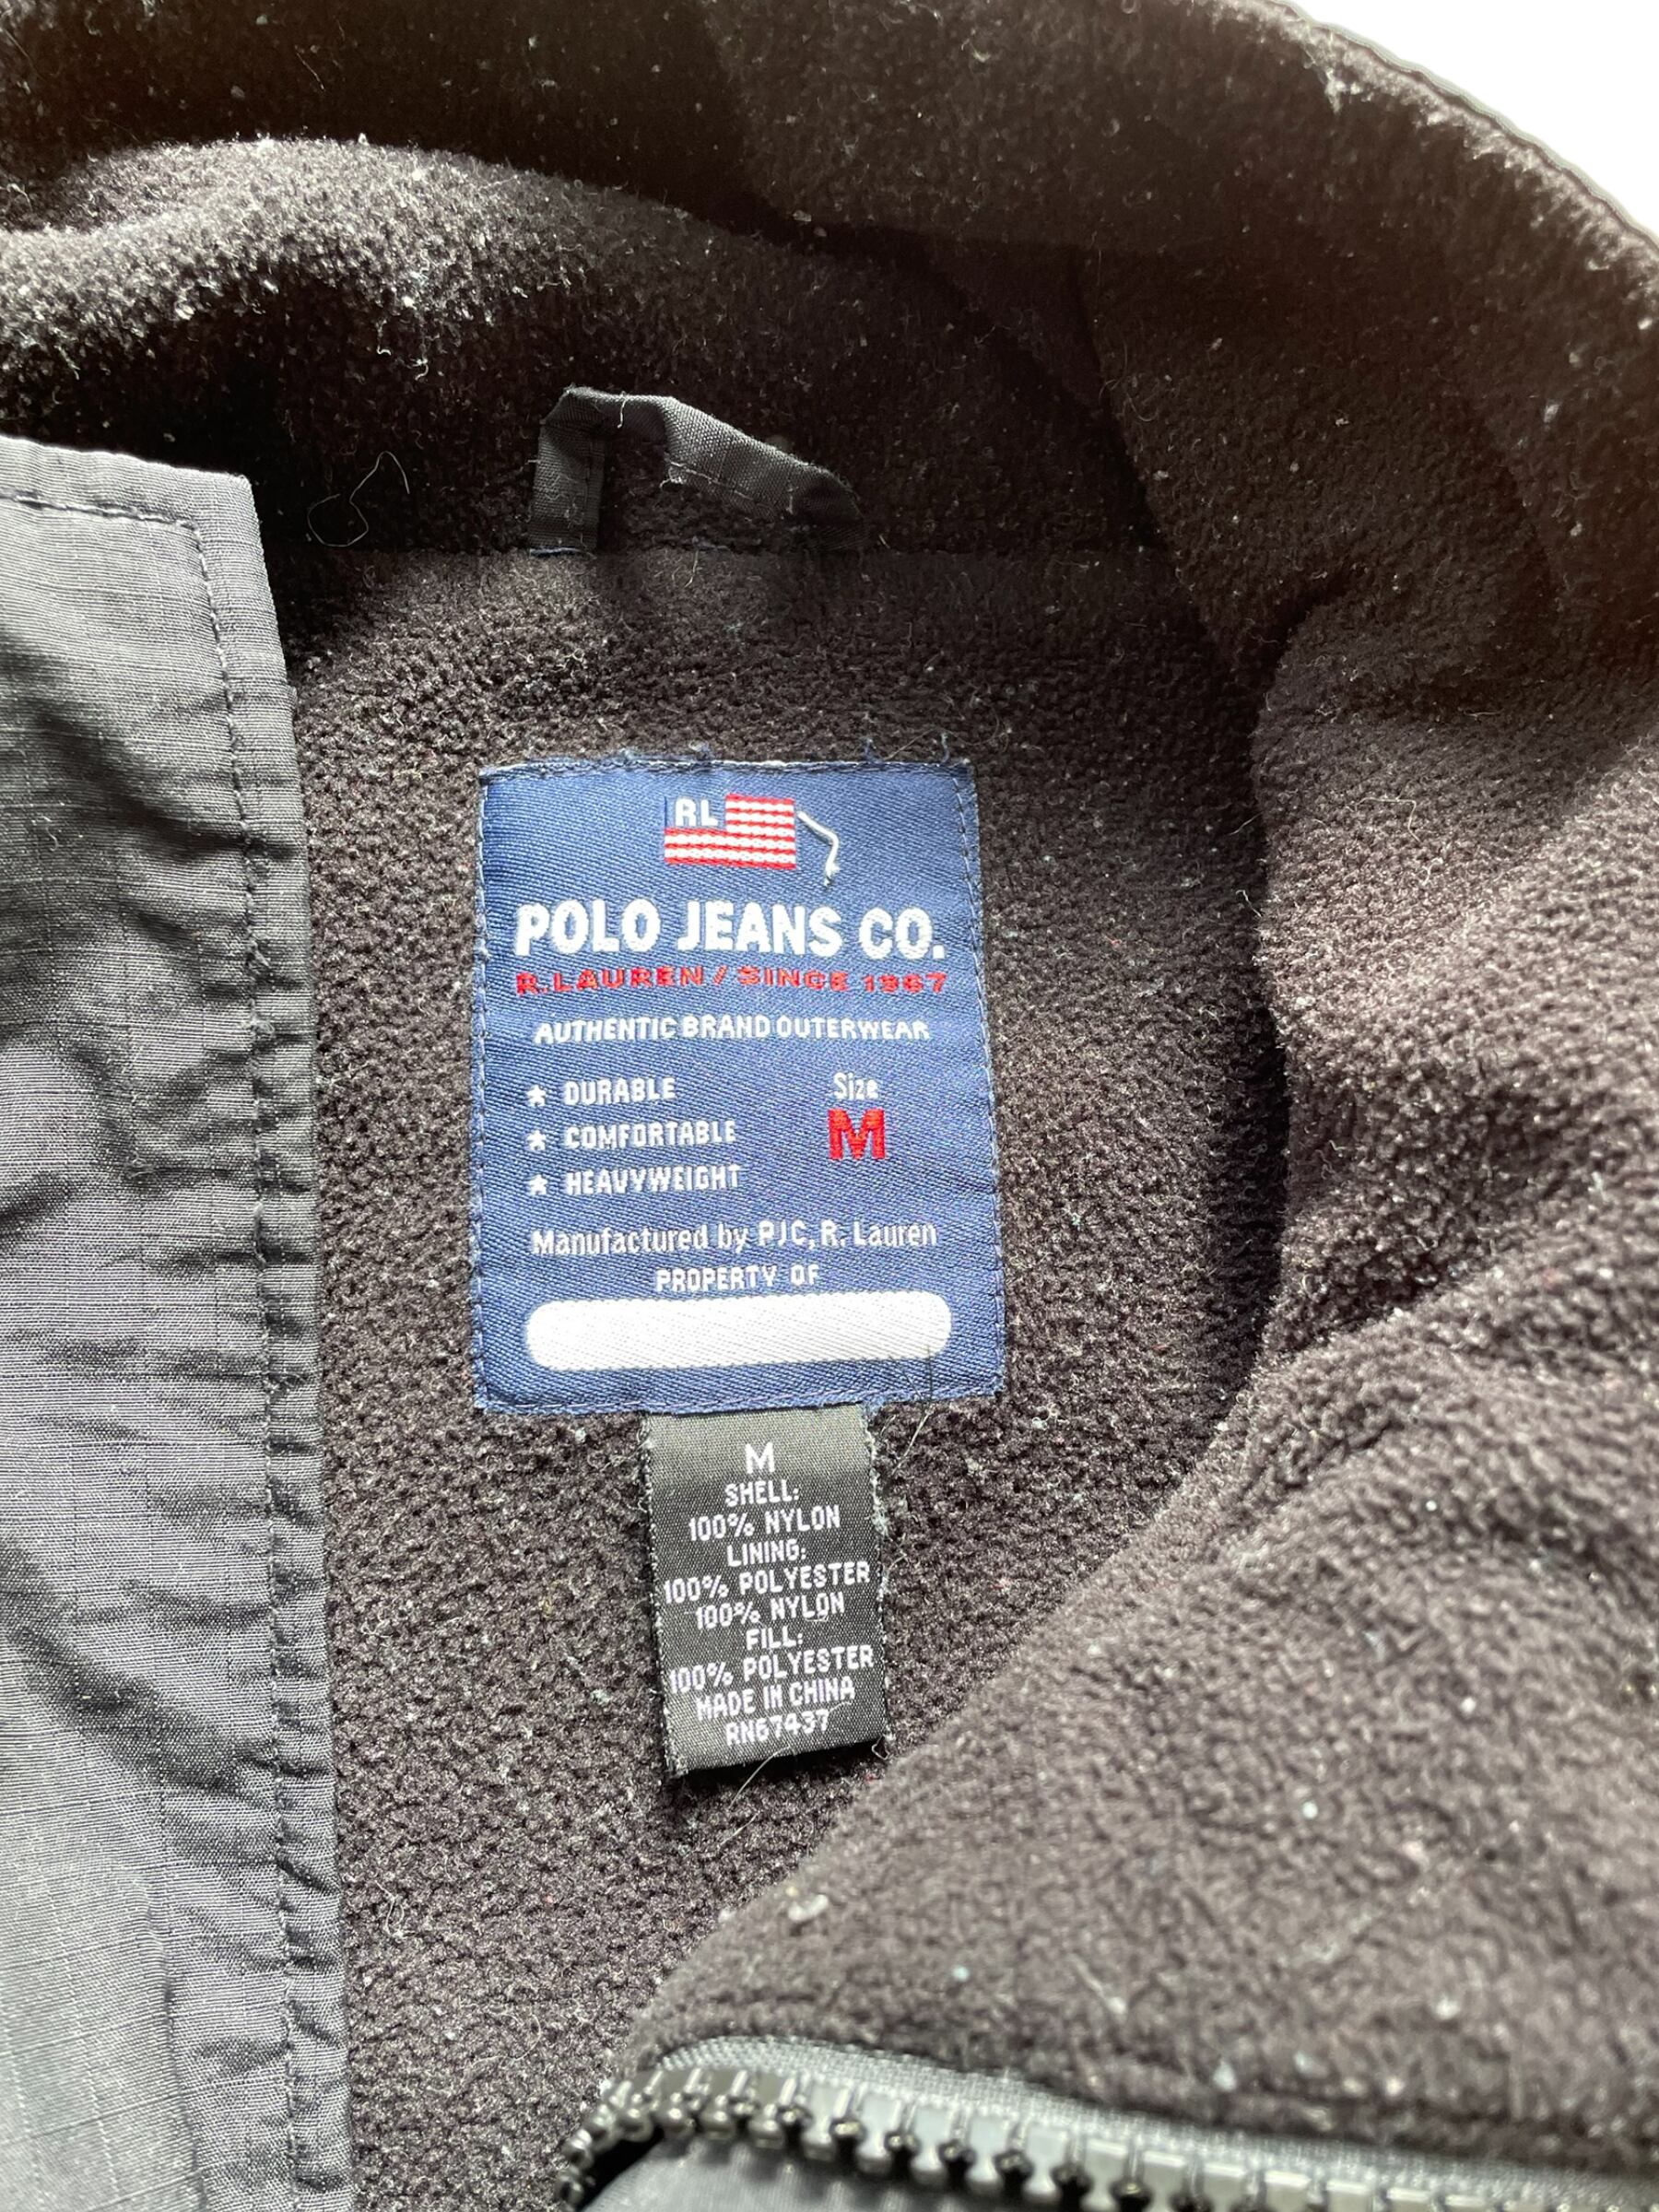 RL
POLO JEANS CO.
R.LAUREN / SINCE 1967
AUTHENTIC BRAND OUTERWEAR
★ DURABLE
★ COMFORTABLE
★ HEAVYWEIGHT
Size
M
Manufactured by PJC, R. Lauren
PROPERTY OF
M
SHELL:
100% NYLON
LINING:
100% POLYESTER
100% NYLON
FILL:
100% POLYESTER
MADE IN CHINA
RN67437